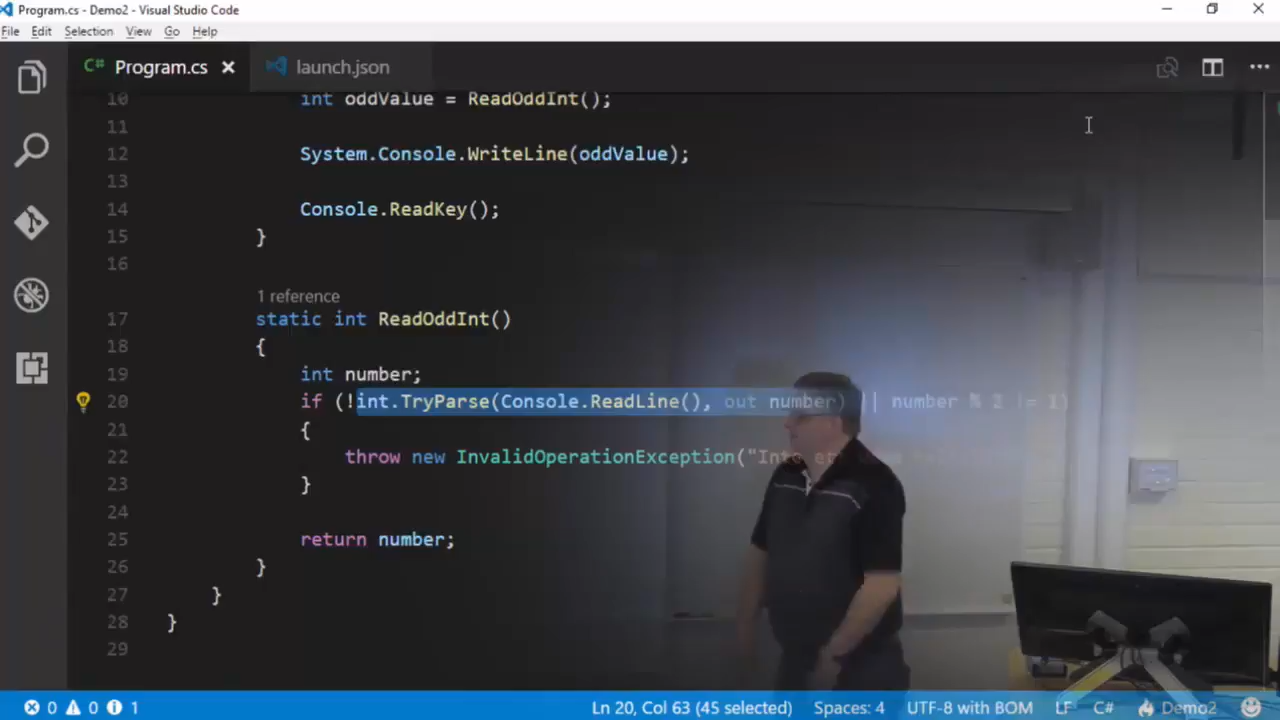 Program.cs - Demo2 - Visual Studio Code
File Edit Selection View Go Help
C# Program.cs × launch.json
10 int oddValue = ReadOddInt();
11
12 System.Console.WriteLine(oddValue);
13
14 Console.ReadKey();
15 }
16
1 reference
17 static int ReadOddInt()
18 {
19 int number;
20 if (!int.TryParse(Console.ReadLine(), out number) || number % 2 != 1)
21 {
22 throw new InvalidOperationException("
23 }
24
25 return number;
26 }
27 }
28 }
29
0 0 1 Ln 20, Col 63 (45 selected) Spaces: 4 UTF-8 with BOM LF C# Demo2